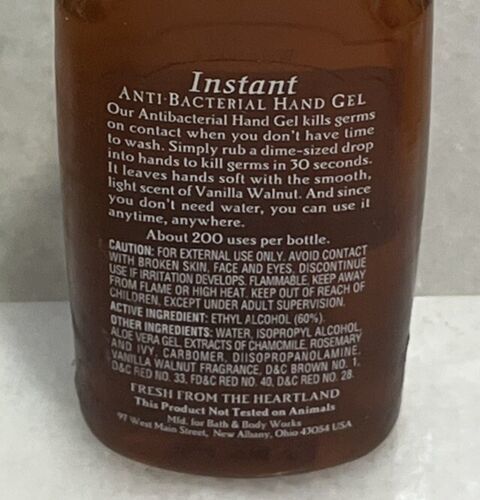 Instant
ANTI-BACTERIAL HAND GEL
Our Antibacterial Hand Gel kills germs
on contact when you don't have time
to wash. Simply rub a dime-sized drop
into hands to kill germs in 30 seconds.
It leaves hands soft with the smooth,
light scent of Vanilla Walnut. And since
you don't need water, you can use it
anytime, anywhere.
About 200 uses per bottle.
CAUTION: FOR EXTERNAL USE ONLY. AVOID CONTACT
WITH BROKEN SKIN, FACE AND EYES. DISCONTINUE
USE IF IRRITATION DEVELOPS. FLAMMABLE. KEEP AWAY
FROM FLAME OR HIGH HEAT. KEEP OUT OF REACH OF
CHILDREN, EXCEPT UNDER ADULT SUPERVISION.
ACTIVE INGREDIENT: ETHYL ALCOHOL (60%).
OTHER INGREDIENTS: WATER, ISOPROPYL ALCOHOL,
ALOE VERA GEL, EXTRACTS OF CHAMOMILE, ROSEMARY
AND IVY, CARBOMER, DIISOPROPANOLAMINE,
VANILLA WALNUT FRAGRANCE, D&C BROWN NO. 1,
D&C RED NO. 33, FD&C RED NO. 40, D&C RED NO. 28.
FRESH FROM THE HEARTLAND
This Product Not Tested on Animals
Mfd. for Bath & Body Works
97 West Main Street, New Albany, Ohio 43054 USA